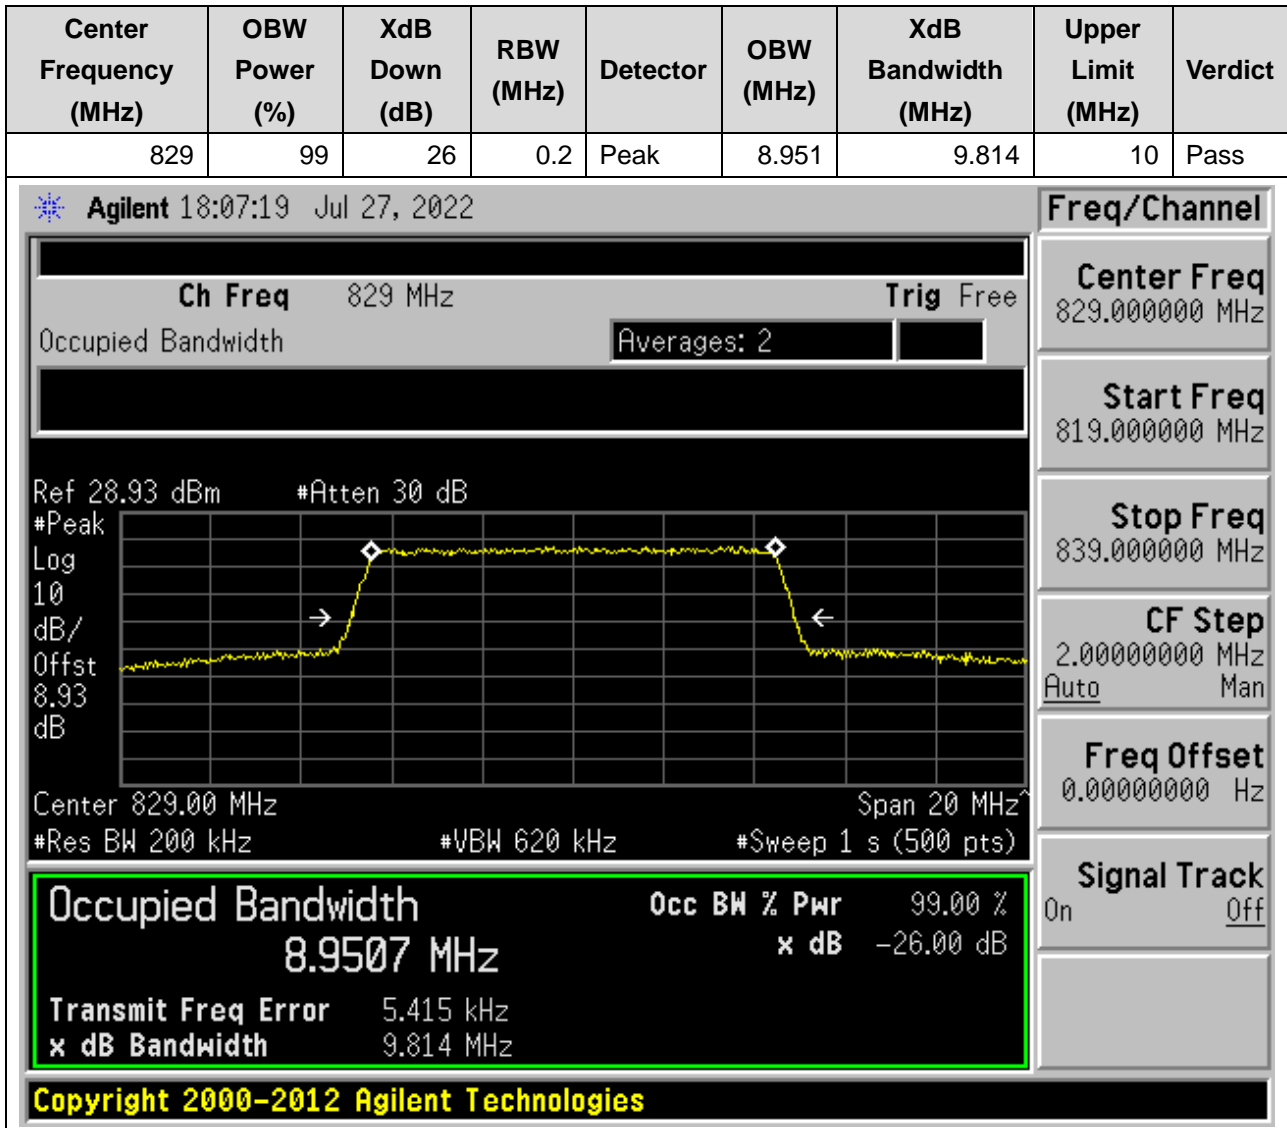 Center Frequency (MHz) OBW Power (%) XdB Down (dB) RBW (MHz) Detector OBW (MHz) XdB Bandwidth (MHz) Upper Limit (MHz) Verdict
829 99 26 0.2 Peak 8.951 9.814 10 Pass
Agilent 18:07:19 Jul 27, 2022 Freq/Channel
Ch Freq 829 MHz Trig Free
Occupied Bandwidth Averages: 2
Center Freq
829.000000 MHz
Start Freq
819.000000 MHz
Stop Freq
839.000000 MHz
CF Step
2.00000000 MHz
Auto Man
Freq Offset
0.00000000 Hz
Signal Track
On Off
Ref 28.93 dBm #Atten 30 dB
#Peak
Log
10
dB/
Offst
8.93
dB
Center 829.00 MHz Span 20 MHz^
#Res BW 200 kHz #VBW 620 kHz #Sweep 1 s (500 pts)
Occupied Bandwidth Occ BW % Pwr 99.00 %
8.9507 MHz x dB -26.00 dB
Transmit Freq Error 5.415 kHz
x dB Bandwidth 9.814 MHz
Copyright 2000-2012 Agilent Technologies